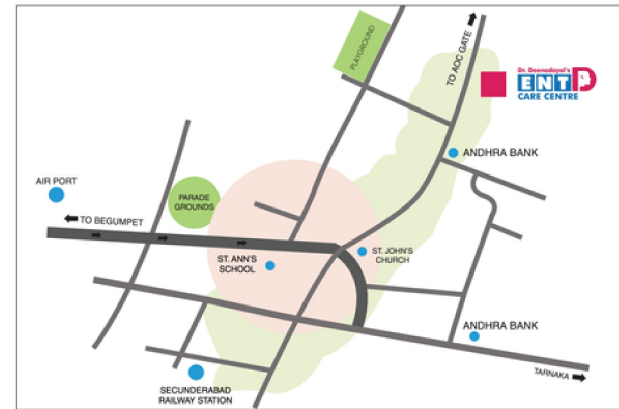 PLAYGROUND
TO AOC GATE
Dr. Deenadayal's
ENT
CARE CENTRE
ANDHRA BANK
AIR PORT
PARADE
GROUNDS
TO BEGUMPET
ST. ANN'S
SCHOOL
ST. JOHN'S
CHURCH
ANDHRA BANK
TARNAKA
SECUNDERABAD
RAILWAY STATION